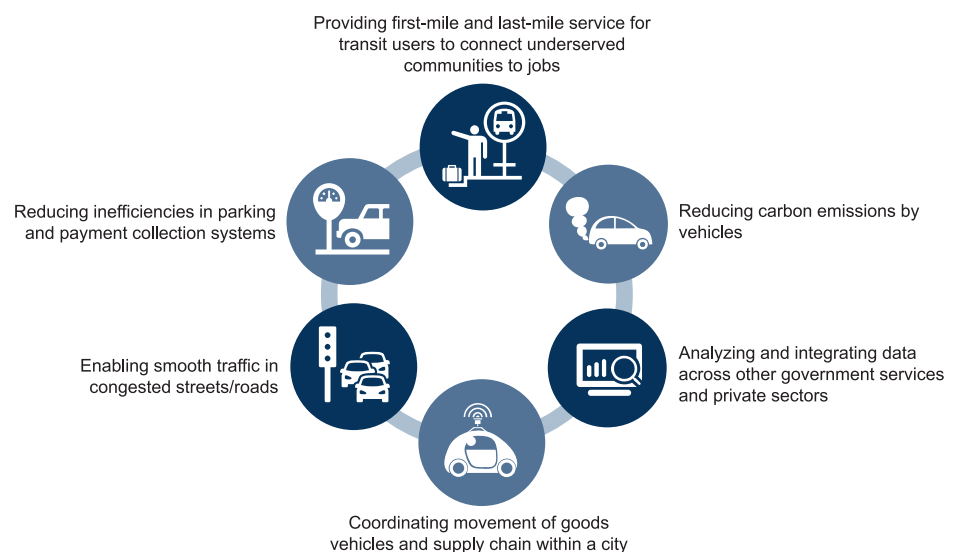 Providing first-mile and last-mile service for
transit users to connect underserved
communities to jobs
Reducing carbon emissions by
vehicles
Analyzing and integrating data
across other government services
and private sectors
Coordinating movement of goods
vehicles and supply chain within a city
Enabling smooth traffic in
congested streets/roads
Reducing inefficiencies in parking
and payment collection systems